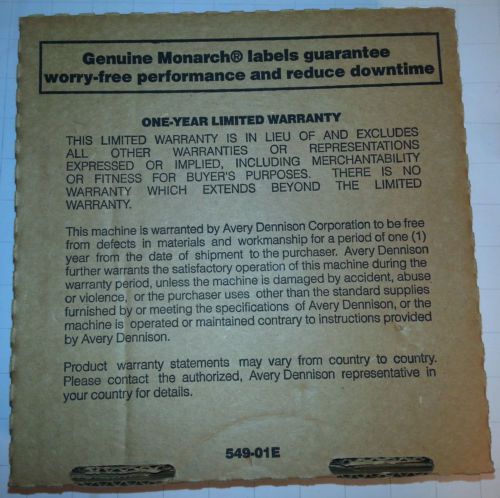 Genuine Monarch® labels guarantee
worry-free performance and reduce downtime
ONE-YEAR LIMITED WARRANTY
THIS LIMITED WARRANTY IS IN LIEU OF AND EXCLUDES
ALL OTHER WARRANTIES OR REPRESENTATIONS
EXPRESSED OR IMPLIED, INCLUDING MERCHANTABILITY
OR FITNESS FOR BUYER'S PURPOSES. THERE IS NO
WARRANTY WHICH EXTENDS BEYOND THE LIMITED
WARRANTY.
This machine is warranted by Avery Dennison Corporation to be free
from defects in materials and workmanship for a period of one (1)
year from the date of shipment to the purchaser. Avery Dennison
further warrants the satisfactory operation of this machine during the
warranty period, unless the machine is damaged by accident, abuse
or violence, or the purchaser uses other than the standard supplies
furnished by or meeting the specifications of Avery Dennison, or the
machine is operated or maintained contrary to instructions provided
by Avery Dennison.
Product warranty statements may vary from country to country.
Please contact the authorized, Avery Dennison representative in
your country for details.
549-01E